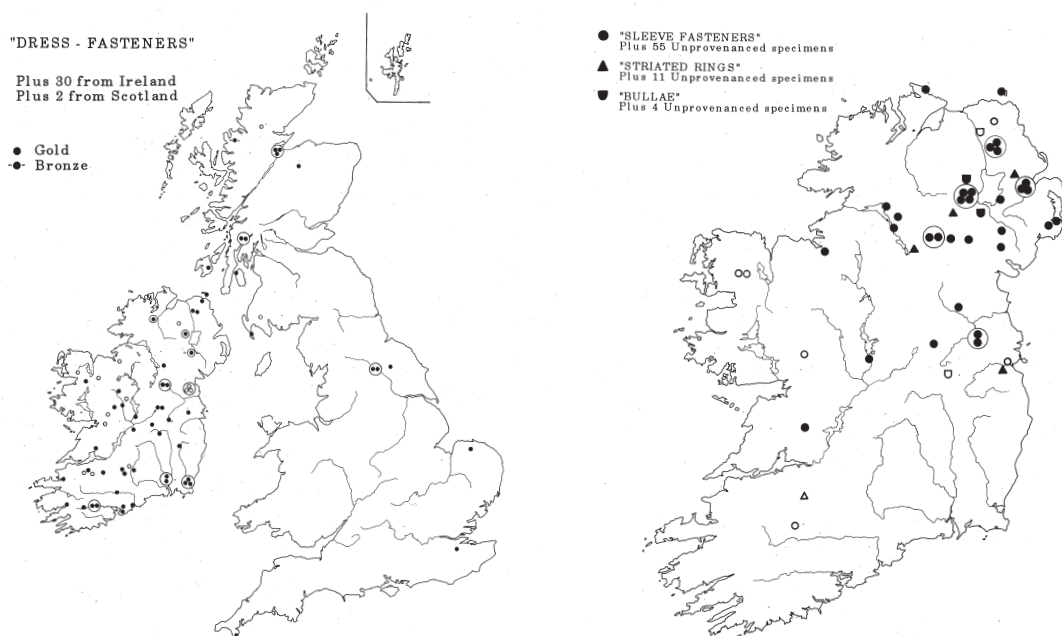 "DRESS - FASTENERS"
Plus 30 from Ireland
Plus 2 from Scotland
Gold
Bronze
"SLEEVE FASTENERS"
Plus 55 Unprovenanced specimens
"STRIATED RINGS"
Plus 11 Unprovenanced specimens
"BULLAE"
Plus 4 Unprovenanced specimens